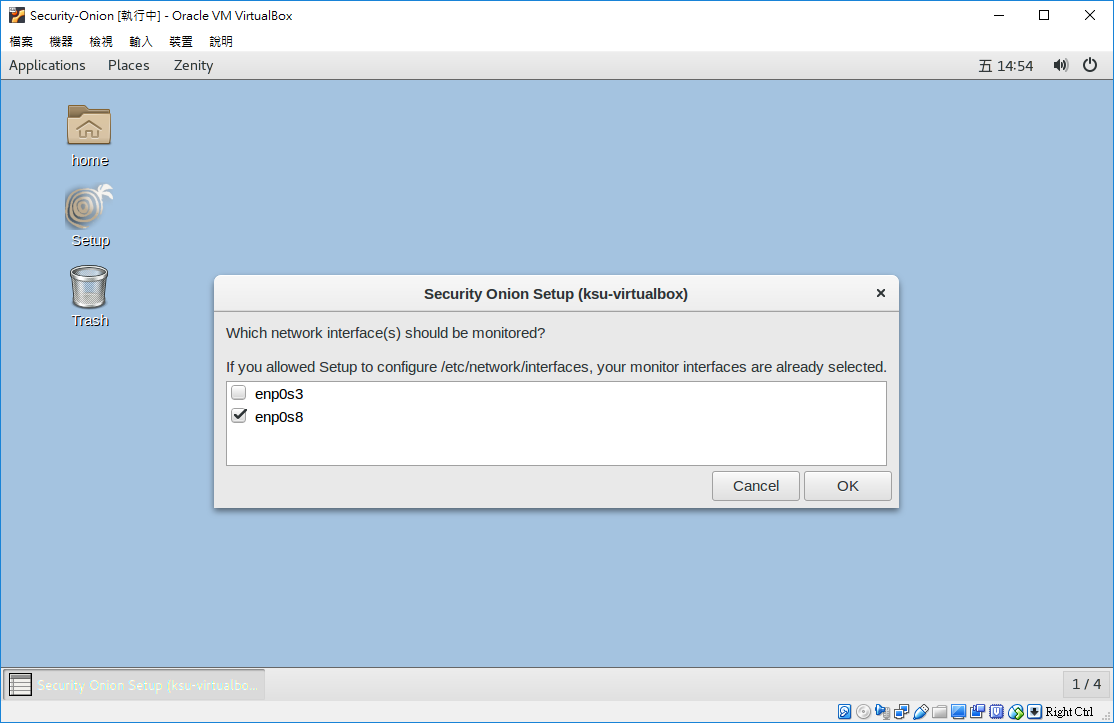 Security-Onion [執行中] - Oracle VM VirtualBox
檔案 機器 檢視 輸入 裝置 說明
Applications Places Zenity 五 14:54
home
Setup
Trash
Security Onion Setup (ksu-virtualbox)
Which network interface(s) should be monitored?
If you allowed Setup to configure /etc/network/interfaces, your monitor interfaces are already selected.
enp0s3
enp0s8
Cancel OK
Security Onion Setup (ksu-virtualbo... 1 / 4
Right Ctrl